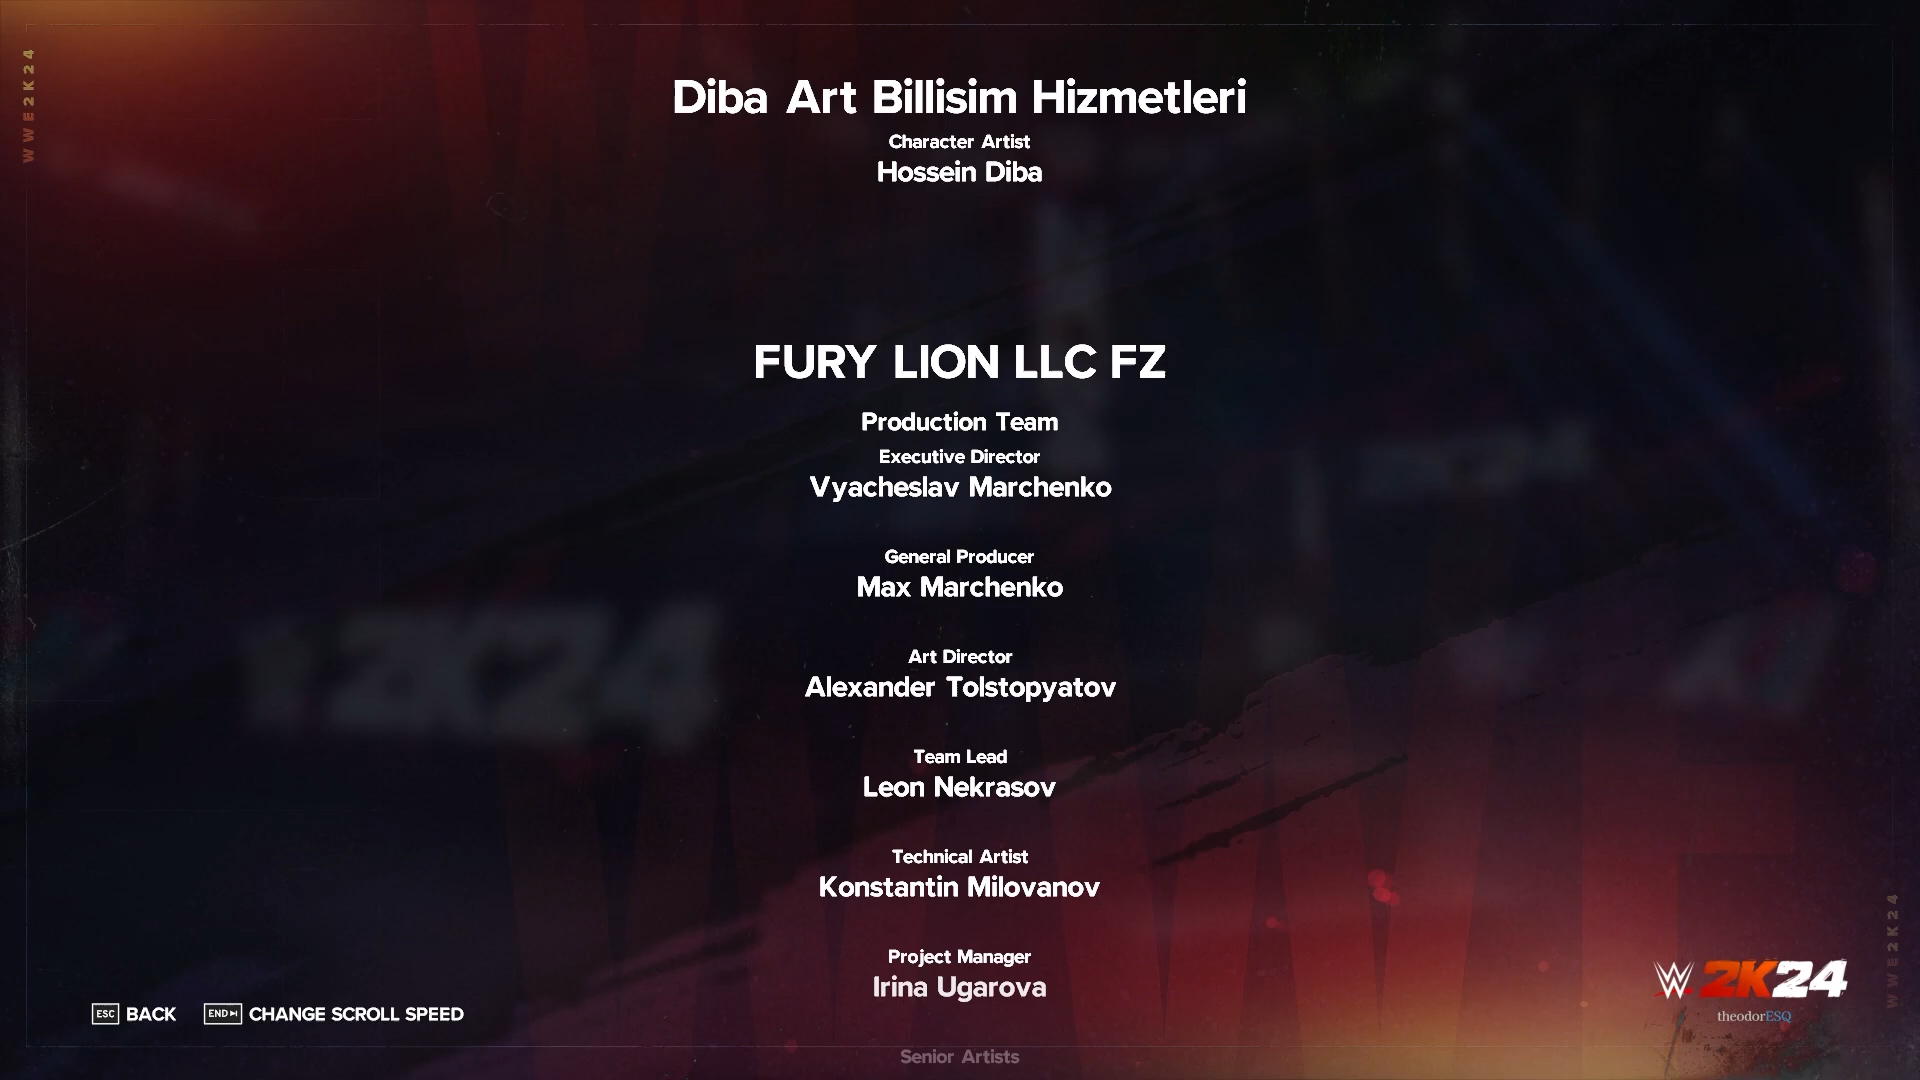 WWE2K24
Diba Art Billisim Hizmetleri
Character Artist
Hossein Diba
FURY LION LLC FZ
Production Team
Executive Director
Vyacheslav Marchenko
General Producer
Max Marchenko
Art Director
Alexander Tolstopyatov
2K24
Team Lead
Leon Nekrasov
Technical Artist
Konstantin Milovanov
Project Manager
Irina Ugarova
Senior Artists
ESC BACK END CHANGE SCROLL SPEED
W 2K24
theodorESQ
WWE2K24